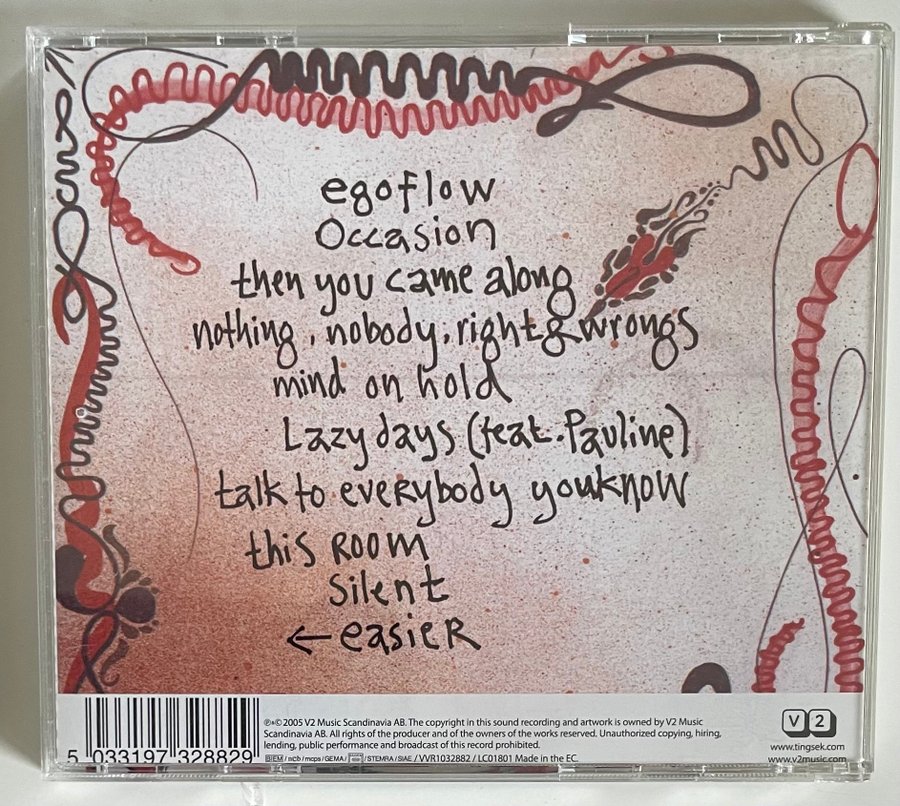 egoflow
Occasion
then you came along
nothing, nobody, right & wrongs
mind on hold
Lazy days (feat. Pauline)
talk to everybody you know
this Room
Silent
← easieR
5 033197 328829
℗+© 2005 V2 Music Scandinavia AB. The copyright in this sound recording and artwork is owned by V2 Music
Scandinavia AB. All rights of the producer and of the owners of the works reserved. Unauthorized copying, hiring,
lending, public performance and broadcast of this record prohibited.
BIEM / ncb / mcps / GEMA / / STEMRA / SIAE / VVR1032882 / LC01801 Made in the EC.
V2
www.tingsek.com
www.v2music.com